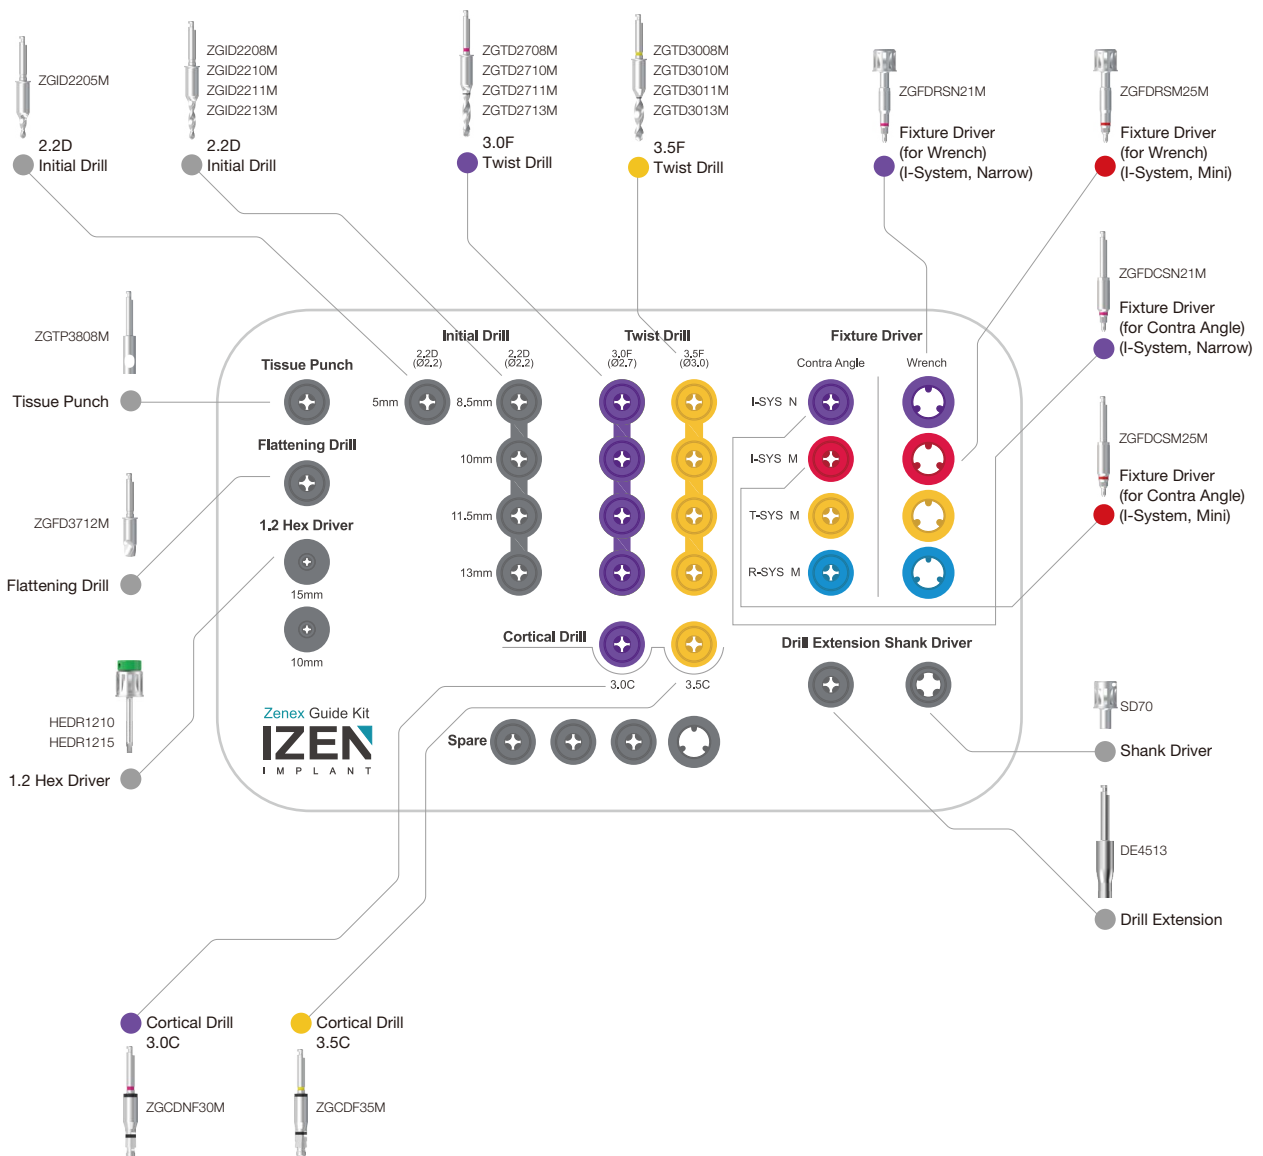 ZGID2205M
2.2D
Initial Drill
ZGID2208M
ZGID2210M
ZGID2211M
ZGID2213M
2.2D
Initial Drill
ZGTD2708M
ZGTD2710M
ZGTD2711M
ZGTD2713M
3.0F
Twist Drill
ZGTD3008M
ZGTD3010M
ZGTD3011M
ZGTD3013M
3.5F
Twist Drill
ZGFDRSN21M
Fixture Driver
(for Wrench)
(I-System, Narrow)
ZGFDRSM25M
Fixture Driver
(for Wrench)
(I-System, Mini)
ZGFDCSN21M
Fixture Driver
(for Contra Angle)
(I-System, Narrow)
ZGFDCSM25M
Fixture Driver
(for Contra Angle)
(I-System, Mini)
ZGTP3808M
Tissue Punch
ZGFD3712M
Flattening Drill
HEDR1210
HEDR1215
1.2 Hex Driver
Tissue Punch
Flattening Drill
1.2 Hex Driver
15mm
10mm
Initial Drill
2.2D
(Ø2.2)
2.2D
(Ø2.2)
5mm
8.5mm
10mm
11.5mm
13mm
Twist Drill
3.0F
(Ø2.7)
3.5F
(Ø3.0)
Fixture Driver
Contra Angle
Wrench
I-SYS N
I-SYS M
T-SYS M
R-SYS M
Cortical Drill
3.0C
3.5C
Drill Extension
Shank Driver
Zenex Guide Kit
IZEN
IMPLANT
Spare
SD70
Shank Driver
DE4513
Drill Extension
Cortical Drill
3.0C
ZGCDNF30M
Cortical Drill
3.5C
ZGCDF35M